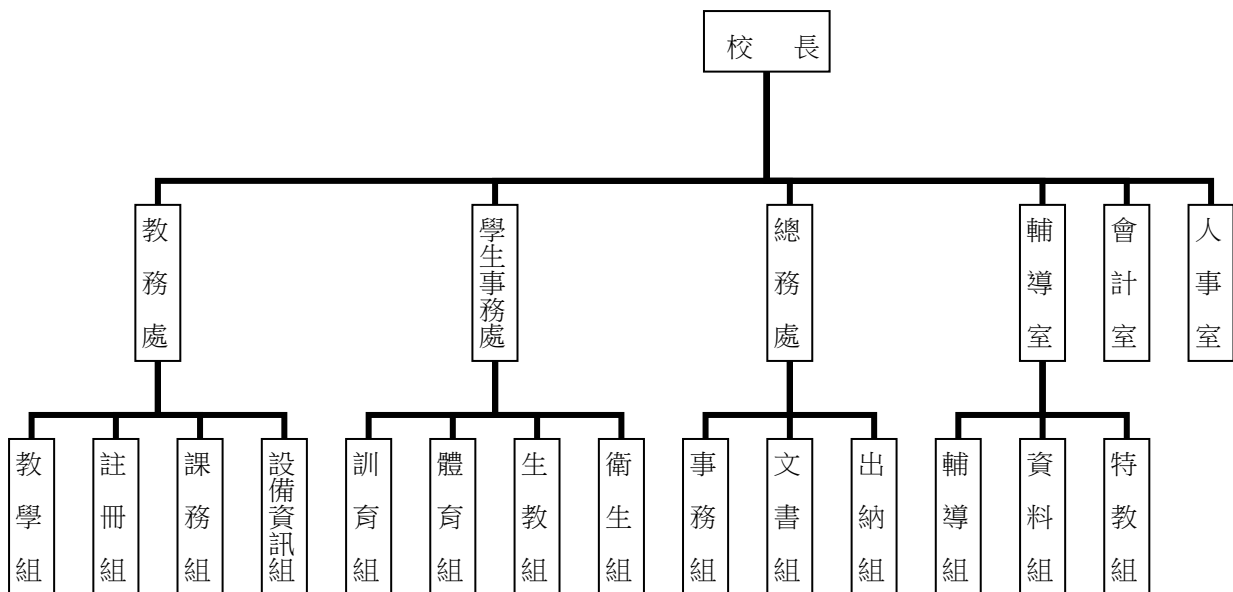 校 長
教務處
學生事務處
總務處
輔導室
會計室
人事室
教學組
註冊組
課務組
設備資訊組
訓育組
體育組
生教組
衛生組
事務組
文書組
出納組
輔導組
資料組
特教組